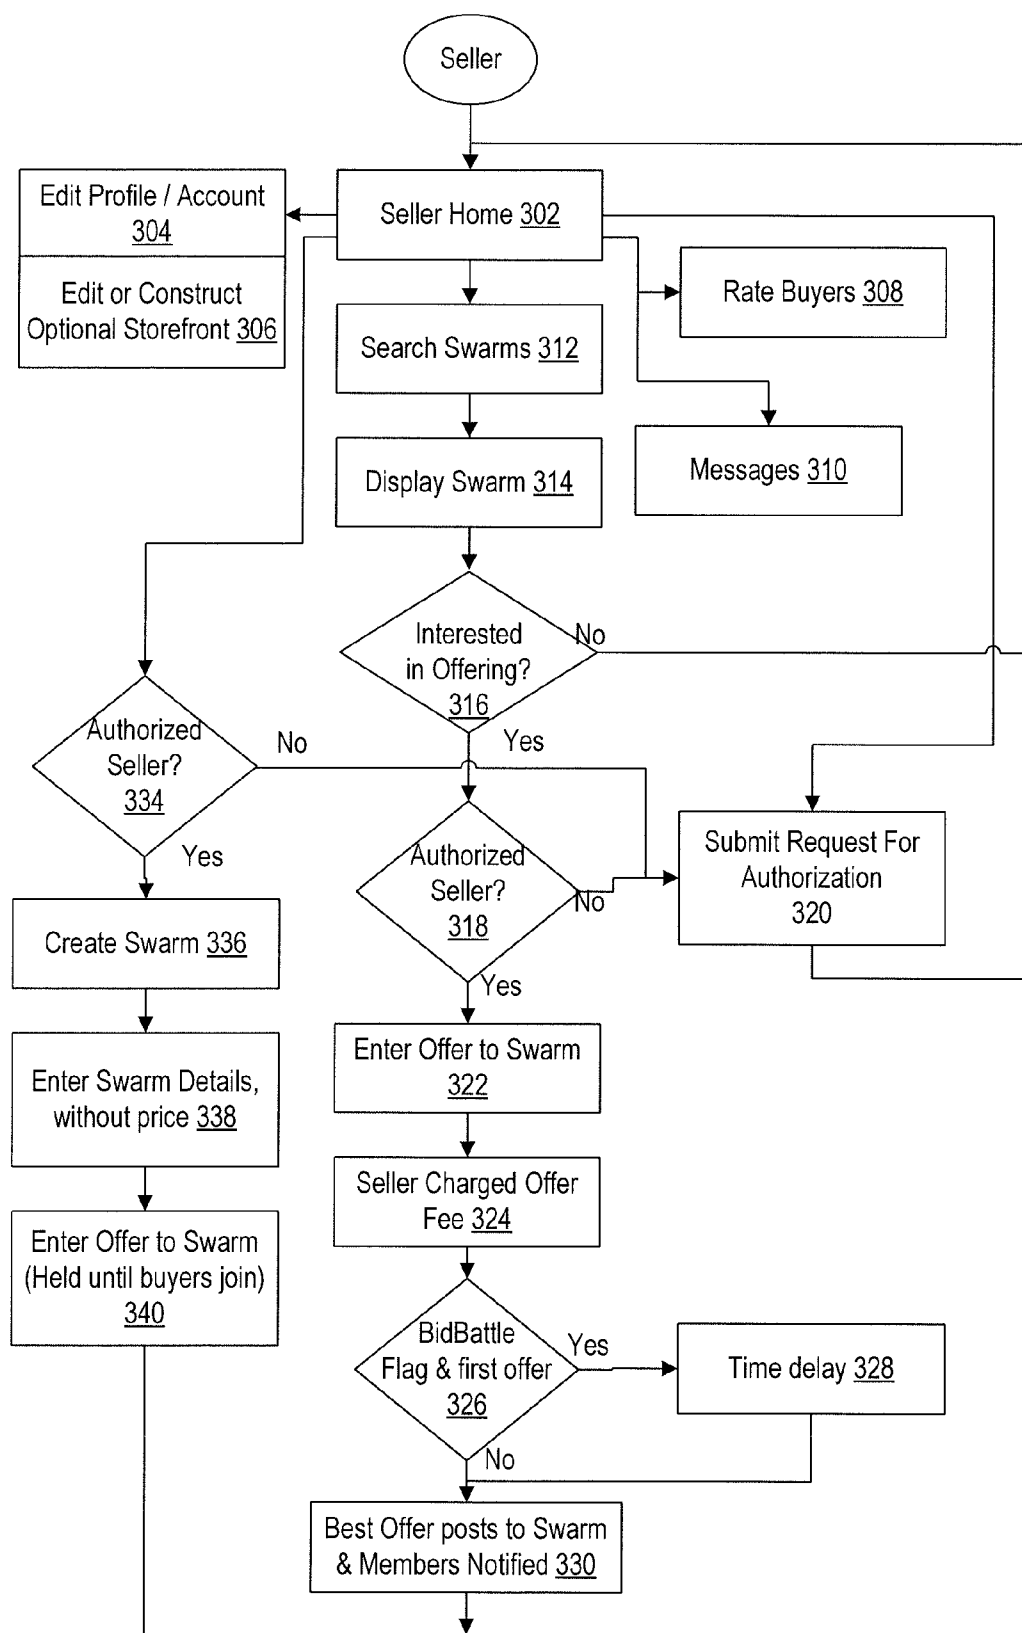 Seller
Edit Profile / Account
304
Edit or Construct
Optional Storefront 306
Seller Home 302
Rate Buyers 308
Search Swarms 312
Messages 310
Display Swarm 314
Interested
in Offering?
316
No
Yes
Authorized
Seller?
334
No
Yes
Authorized
Seller?
318
No
Yes
Submit Request For
Authorization
320
Create Swarm 336
Enter Swarm Details,
without price 338
Enter Offer to Swarm
(Held until buyers join)
340
Enter Offer to Swarm
322
Seller Charged Offer
Fee 324
BidBattle
Flag & first offer
326
Yes
No
Time delay 328
Best Offer posts to Swarm
& Members Notified 330